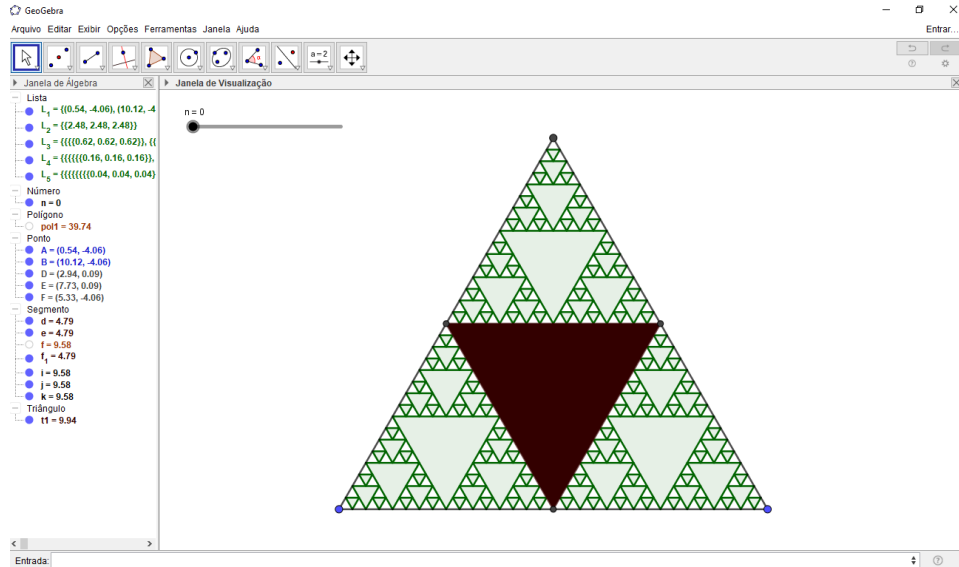 GeoGebra
Arquivo Editar Exibir Opções Ferramentas Janela Ajuda
Entrar...
a=2
Janela de Álgebra
Janela de Visualização
Lista
L1 = {(0.54, -4.06), (10.12, -4
L2 = {{2.48, 2.48, 2.48}}
L3 = {{{{0.62, 0.62, 0.62}}, {{
L4 = {{{{{{0.16, 0.16, 0.16}},
L5 = {{{{{{{{0.04, 0.04, 0.04}
Número
n = 0
Polígono
pol1 = 39.74
Ponto
A = (0.54, -4.06)
B = (10.12, -4.06)
D = (2.94, 0.09)
E = (7.73, 0.09)
F = (5.33, -4.06)
Segmento
d = 4.79
e = 4.79
f = 9.58
f1 = 4.79
i = 9.58
j = 9.58
k = 9.58
Triângulo
t1 = 9.94
n = 0
Entrada: